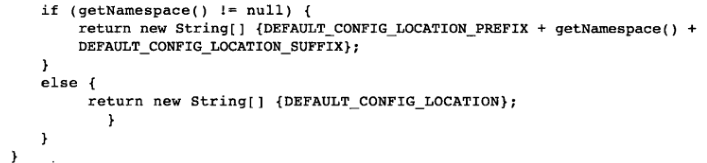 if (getNamespace() != null) {
return new String[] {DEFAULT_CONFIG_LOCATION_PREFIX + getNamespace() +
DEFAULT_CONFIG_LOCATION_SUFFIX};
}
else {
return new String[] {DEFAULT_CONFIG_LOCATION};
}
}
}